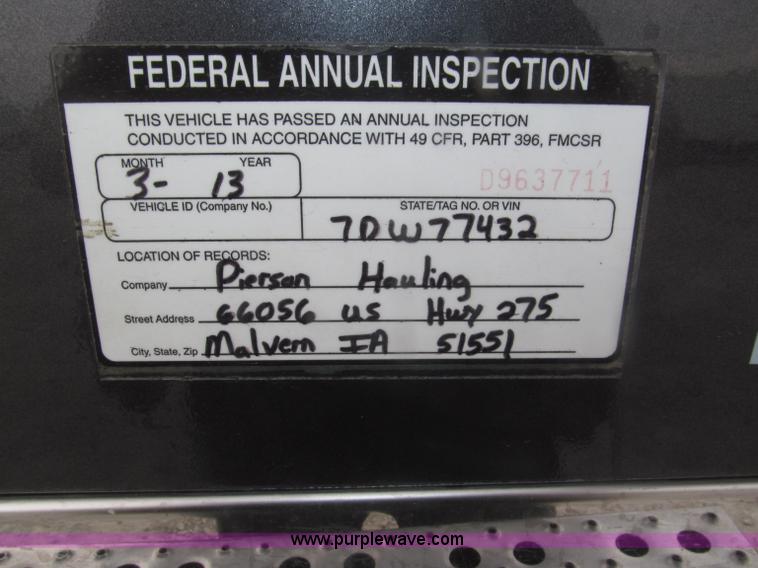 FEDERAL ANNUAL INSPECTION
THIS VEHICLE HAS PASSED AN ANNUAL INSPECTION
CONDUCTED IN ACCORDANCE WITH 49 CFR, PART 396, FMCSR
MONTH YEAR
3- 13
D9637711
VEHICLE ID (Company No.) STATE/TAG NO. OR VIN
7DW77432
LOCATION OF RECORDS:
Company Pierson Hauling
Street Address 66056 US Hwy 275
City, State, Zip Malvern IA 51551
www.purplewave.com